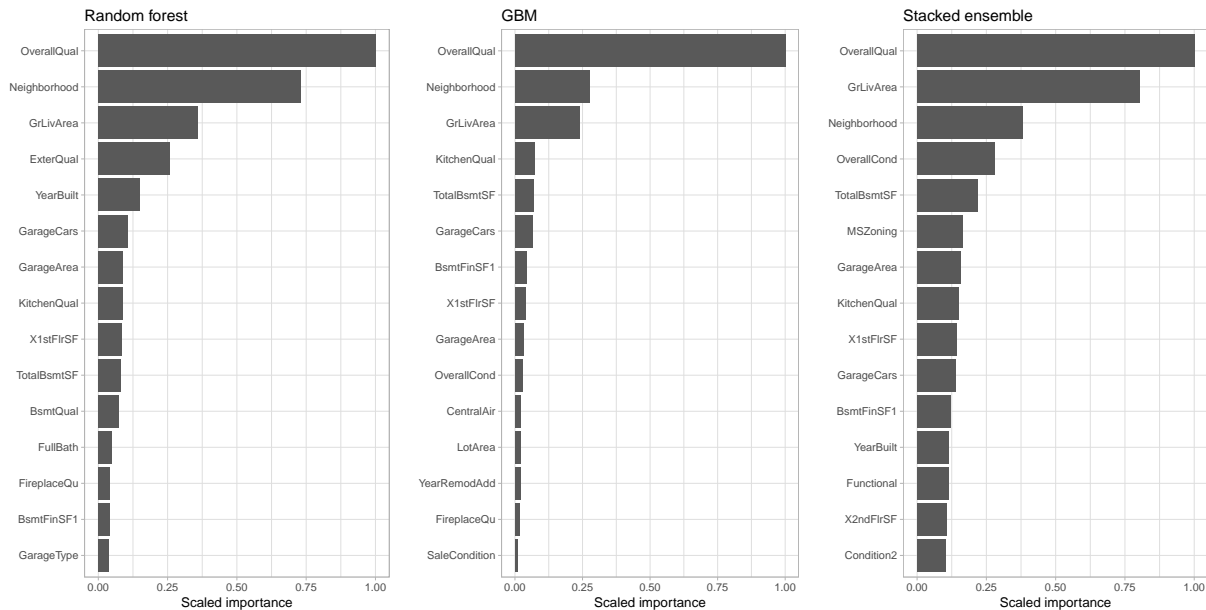 Random forest
OverallQual
Neighborhood
GrLivArea
ExterQual
YearBuilt
GarageCars
GarageArea
KitchenQual
X1stFlrSF
TotalBsmtSF
BsmtQual
FullBath
FireplaceQu
BsmtFinSF1
GarageType
0.00 0.25 0.50 0.75 1.00
Scaled importance
GBM
OverallQual
Neighborhood
GrLivArea
KitchenQual
TotalBsmtSF
GarageCars
BsmtFinSF1
X1stFlrSF
GarageArea
OverallCond
CentralAir
LotArea
YearRemodAdd
FireplaceQu
SaleCondition
0.00 0.25 0.50 0.75 1.00
Scaled importance
Stacked ensemble
OverallQual
GrLivArea
Neighborhood
OverallCond
TotalBsmtSF
MSZoning
GarageArea
KitchenQual
X1stFlrSF
GarageCars
BsmtFinSF1
YearBuilt
Functional
X2ndFlrSF
Condition2
0.00 0.25 0.50 0.75 1.00
Scaled importance